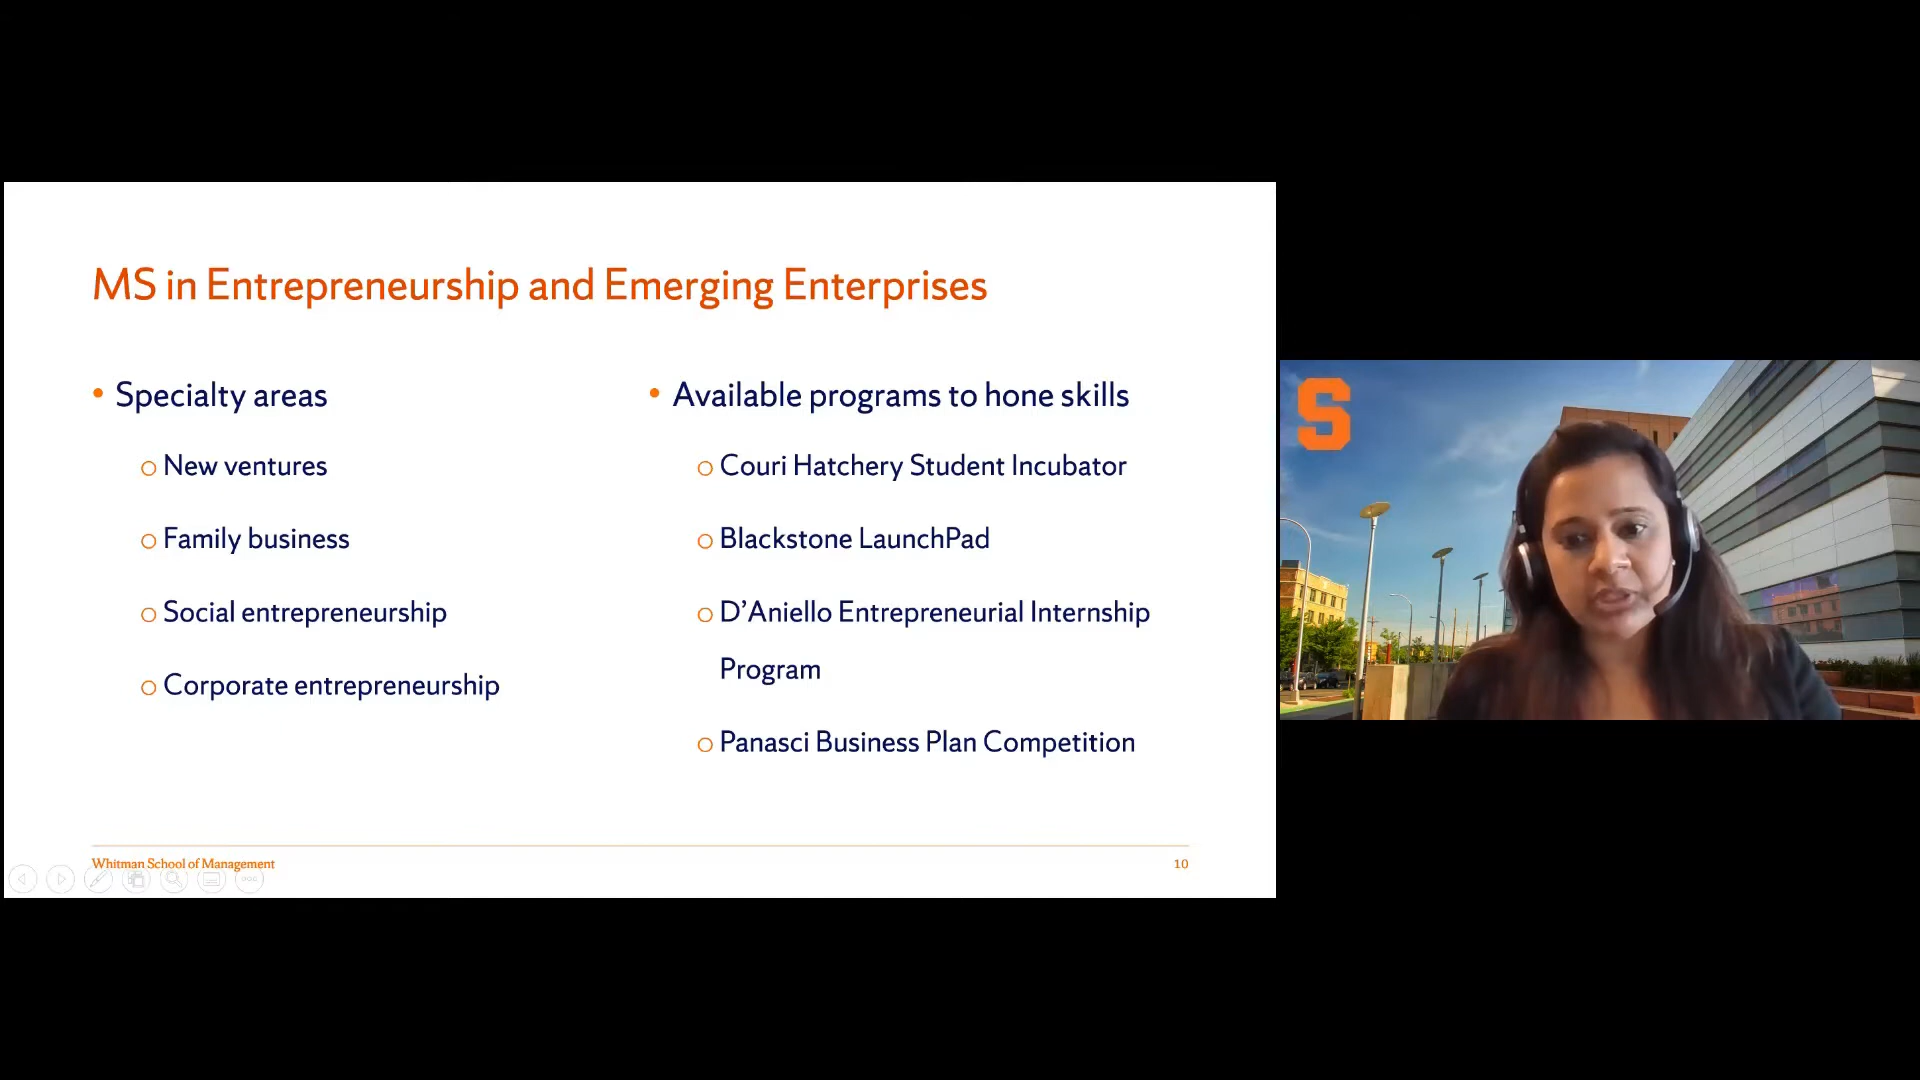 MS in Entrepreneurship and Emerging Enterprises
• Specialty areas
o New ventures
o Family business
o Social entrepreneurship
o Corporate entrepreneurship
• Available programs to hone skills
o Couri Hatchery Student Incubator
o Blackstone LaunchPad
o D’Aniello Entrepreneurial Internship
Program
o Panasci Business Plan Competition
Whitman School of Management
10
S